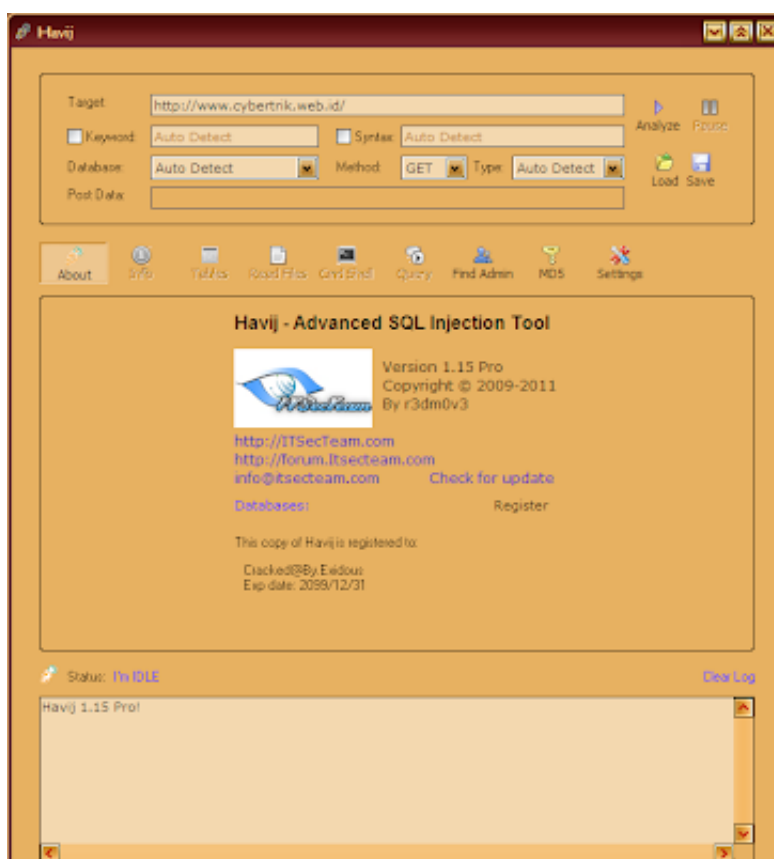 Havij
Target: http://www.cybertrik.web.id/
Analyze Pause
Keyword: Auto Detect Syntax: Auto Detect
Database: Auto Detect Method: GET Type: Auto Detect
Load Save
Post Data:
About Info Tables Read Files Cmd Shell Query Find Admin MD5 Settings
Havij - Advanced SQL Injection Tool
Version 1.15 Pro
Copyright © 2009-2011
ITSecTeam By r3dm0v3
http://ITSecTeam.com
http://forum.Itsecteam.com
info@itsecteam.com Check for update
Databases: Register
This copy of Havij is registered to:
Cracked@By.Exidous
Exp date: 2099/12/31
Status: I'm IDLE Clear Log
Havij 1.15 Pro!